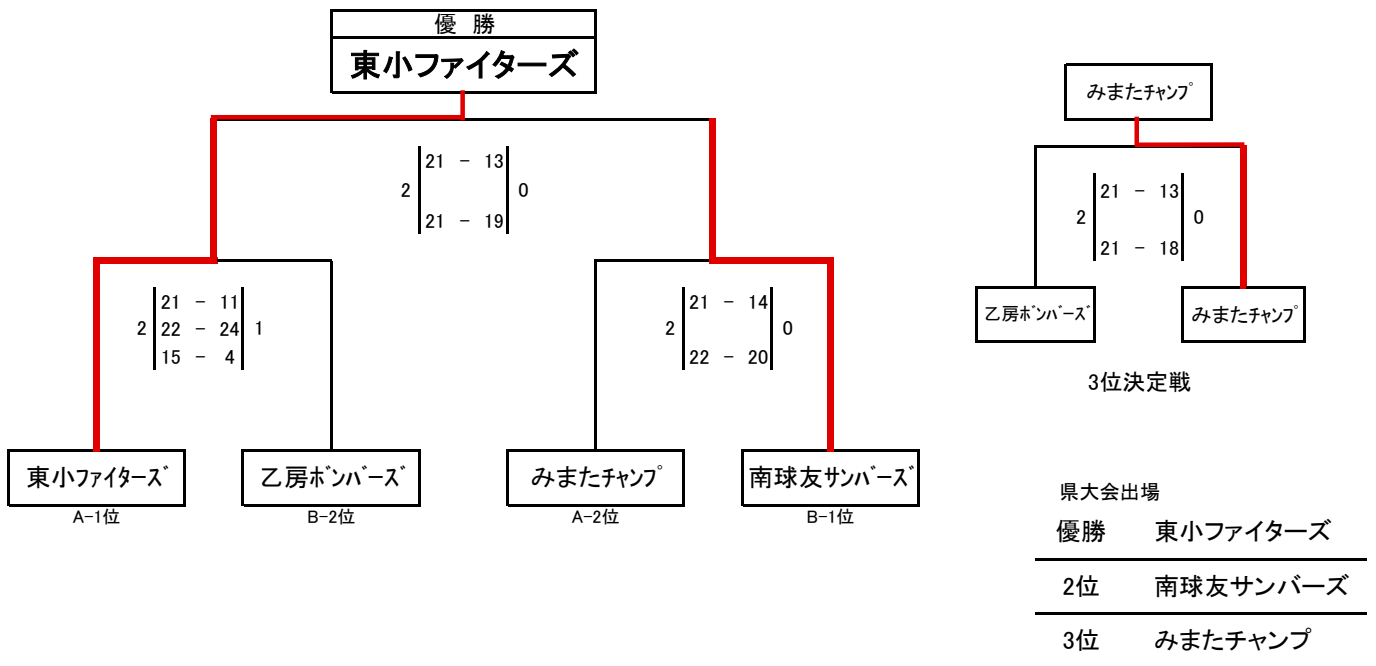 優 勝
東小ファイターズ
21 - 13
2 0
21 - 19
21 - 11
2 22 - 24 1
15 - 4
21 - 14
2 0
22 - 20
東小ﾌｧｲﾀｰｽﾞ
乙房ﾎﾞﾝﾊﾞｰｽﾞ
みまたﾁｬﾝﾌﾟ
南球友ｻﾝﾊﾞｰｽﾞ
A-1位
B-2位
A-2位
B-1位
みまたﾁｬﾝﾌﾟ
21 - 13
2 0
21 - 18
乙房ﾎﾞﾝﾊﾞｰｽﾞ
みまたﾁｬﾝﾌﾟ
3位決定戦
県大会出場
優勝 東小ファイターズ
2位 南球友サンバーズ
3位 みまたチャンプ